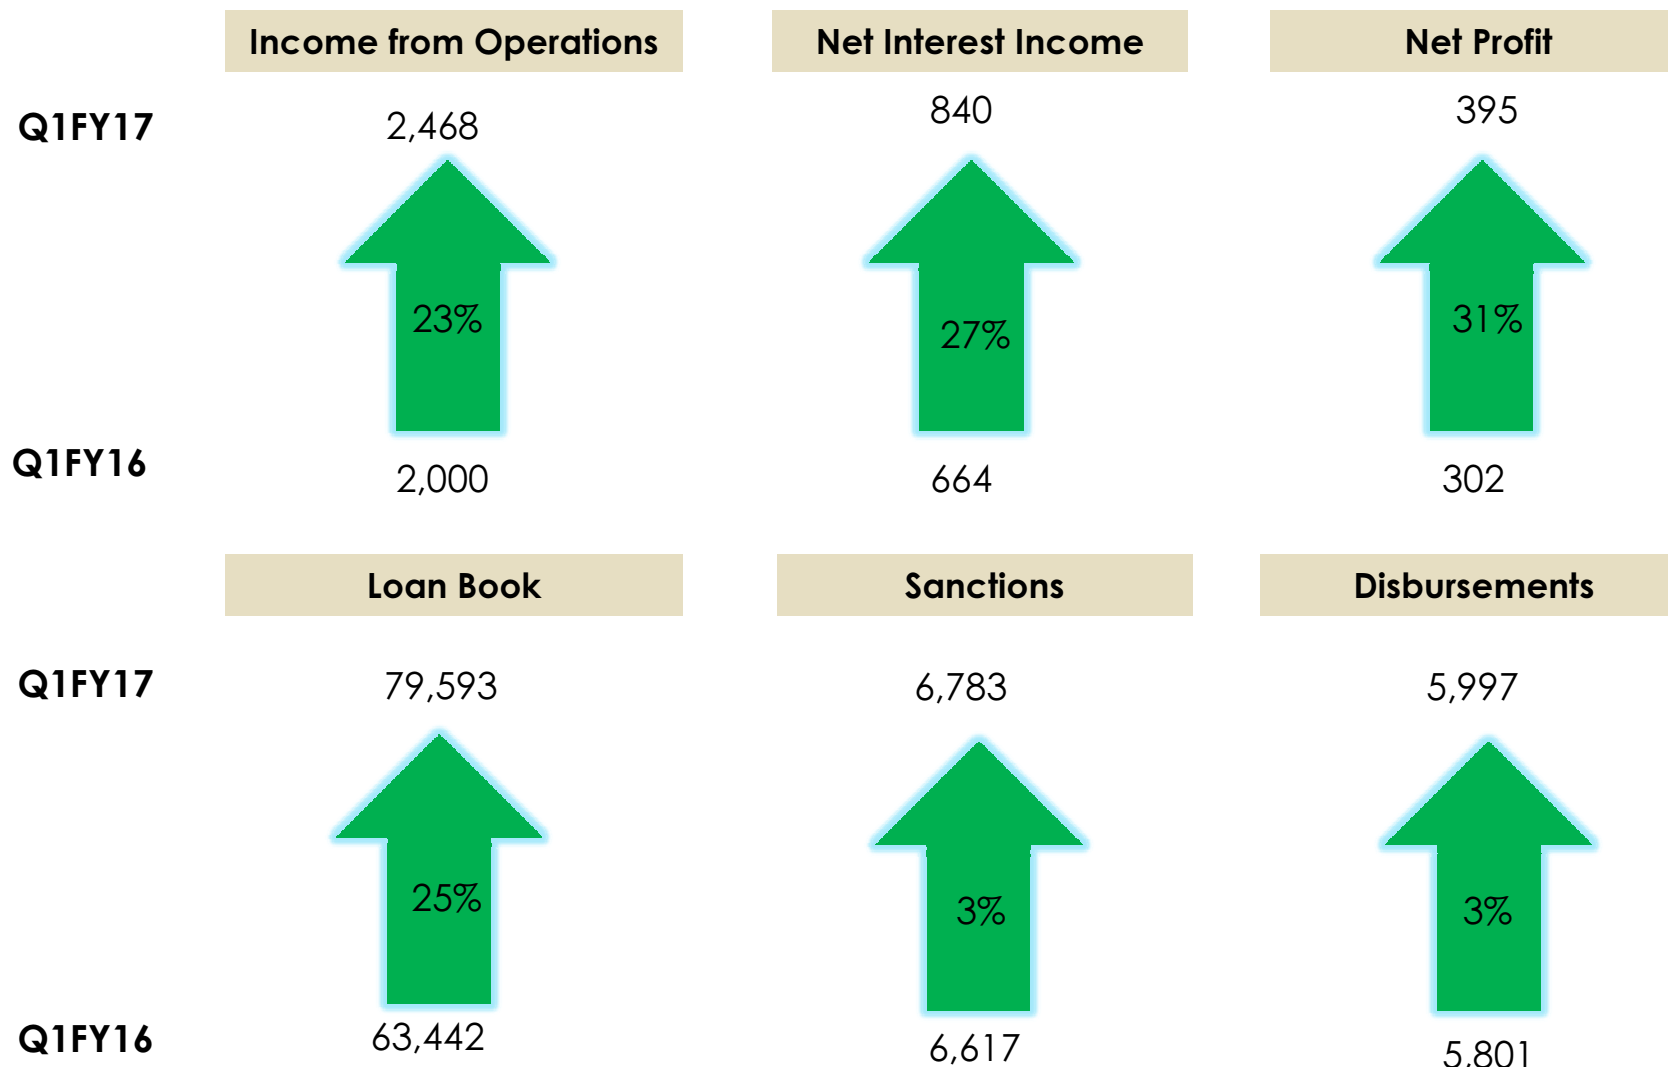 Income from Operations Net Interest Income Net Profit
Q1FY17 2,468 840 395
23% 27% 31%
Q1FY16 2,000 664 302
Loan Book Sanctions Disbursements
Q1FY17 79,593 6,783 5,997
25% 3% 3%
Q1FY16 63,442 6,617 5,801